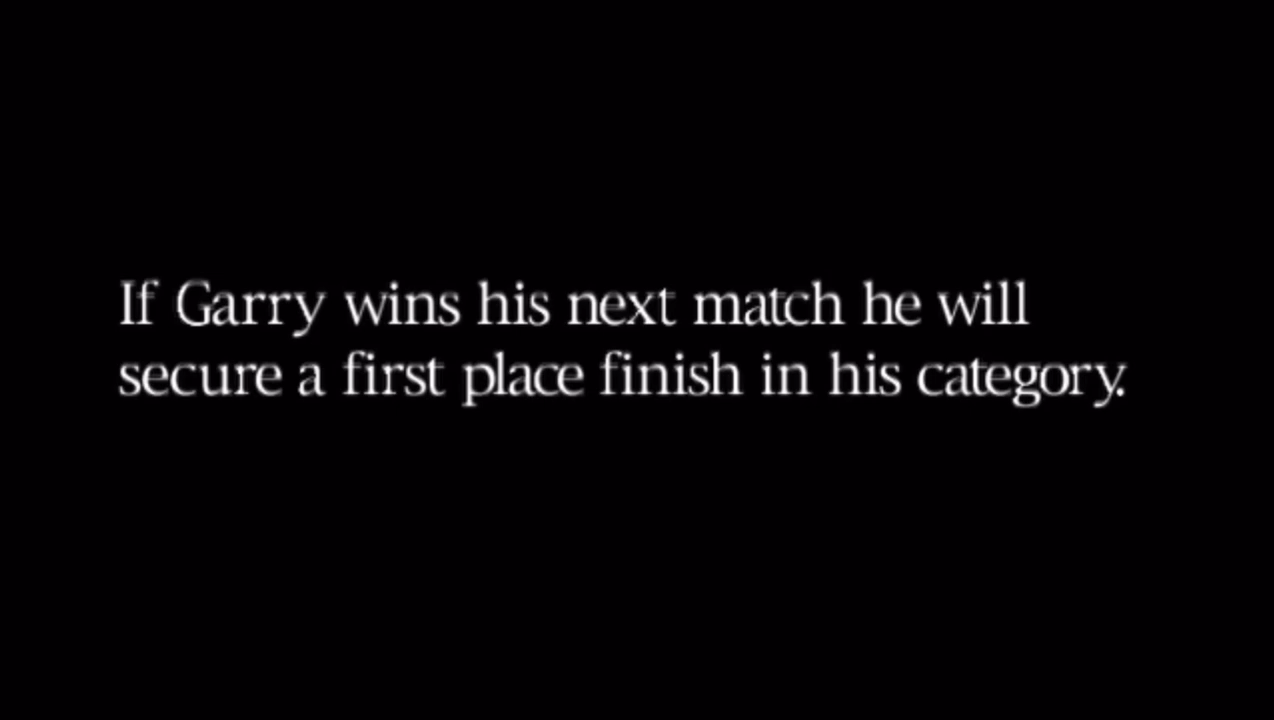 If Garry wins his next match he will
secure a first place finish in his category.